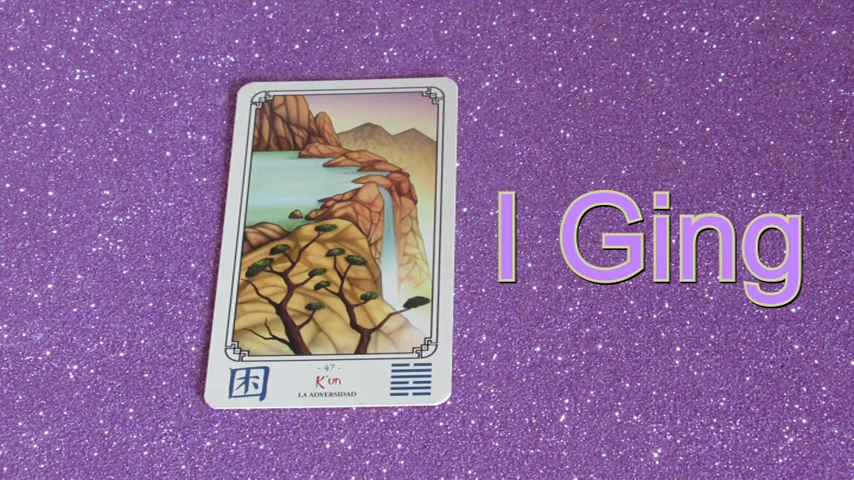 I Ging
- 47 -
困 K'un
LA ADVERSIDAD